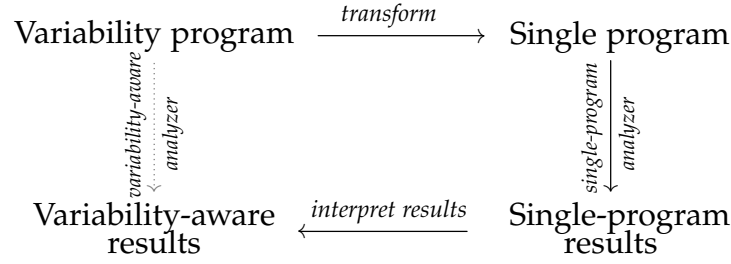 transform
Variability program
Single program
variability-aware
analyzer
single-program
analyzer
Variability-aware
results
interpret results
Single-program
results